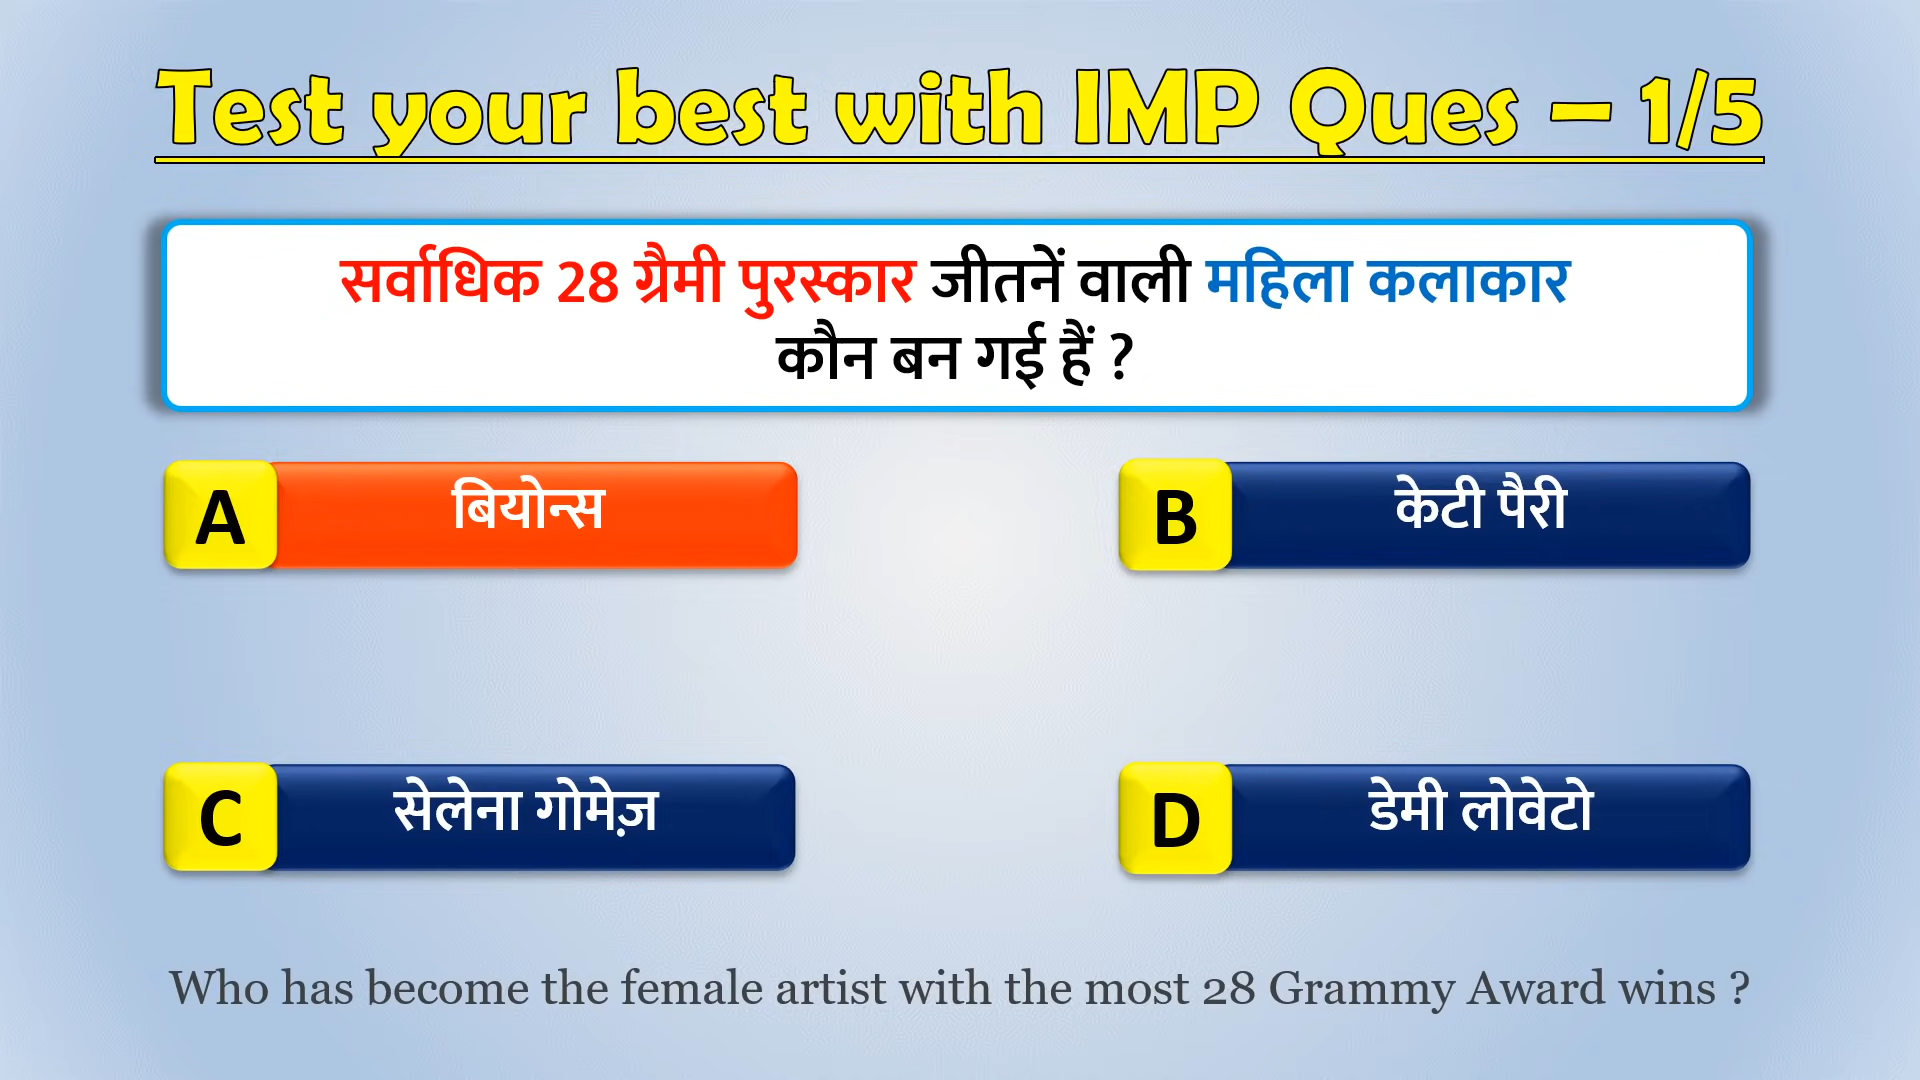 Test your best with IMP Ques – 1/5
सर्वाधिक 28 ग्रैमी पुरस्कार जीतनें वाली महिला कलाकार
कौन बन गई हैं ?
A बियोन्स
B केटी पैरी
C सेलेना गोमेज़
D डेमी लोवेटो
Who has become the female artist with the most 28 Grammy Award wins ?